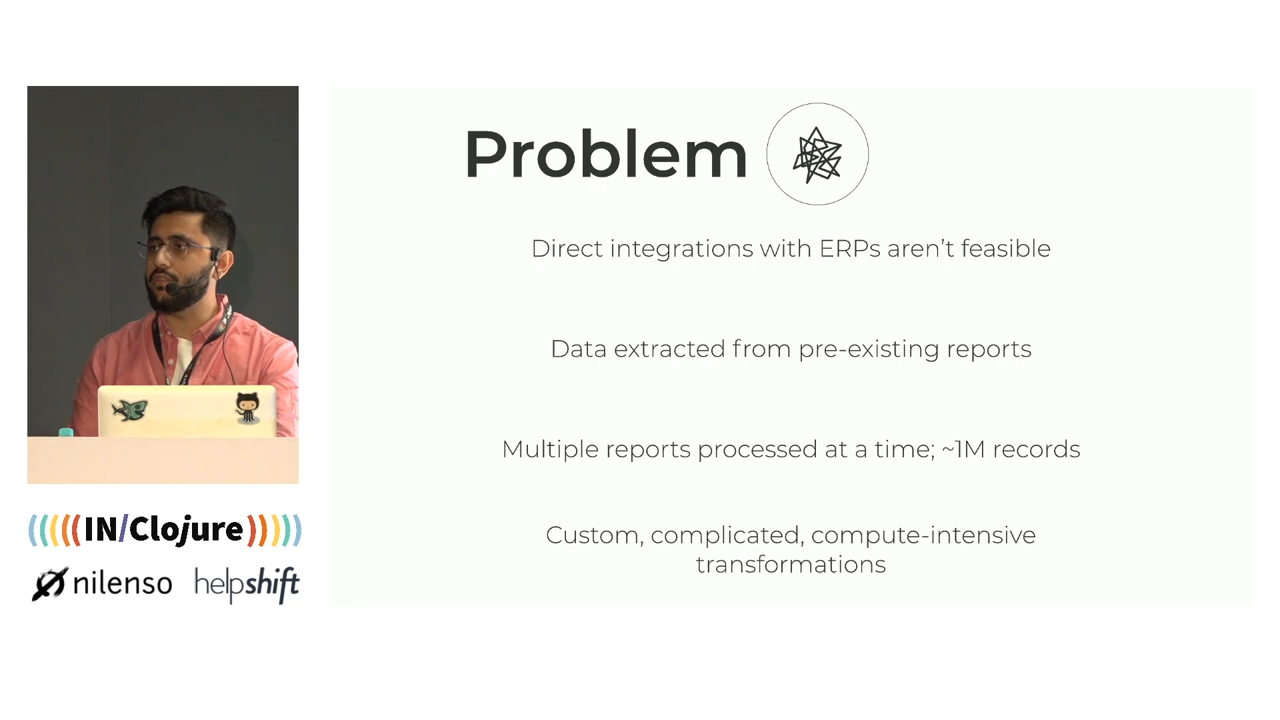 Problem
Direct integrations with ERPs aren't feasible
Data extracted from pre-existing reports
Multiple reports processed at a time; ~1M records
Custom, complicated, compute-intensive
transformations
(((((IN/Clojure)))))
nilenso helpshift